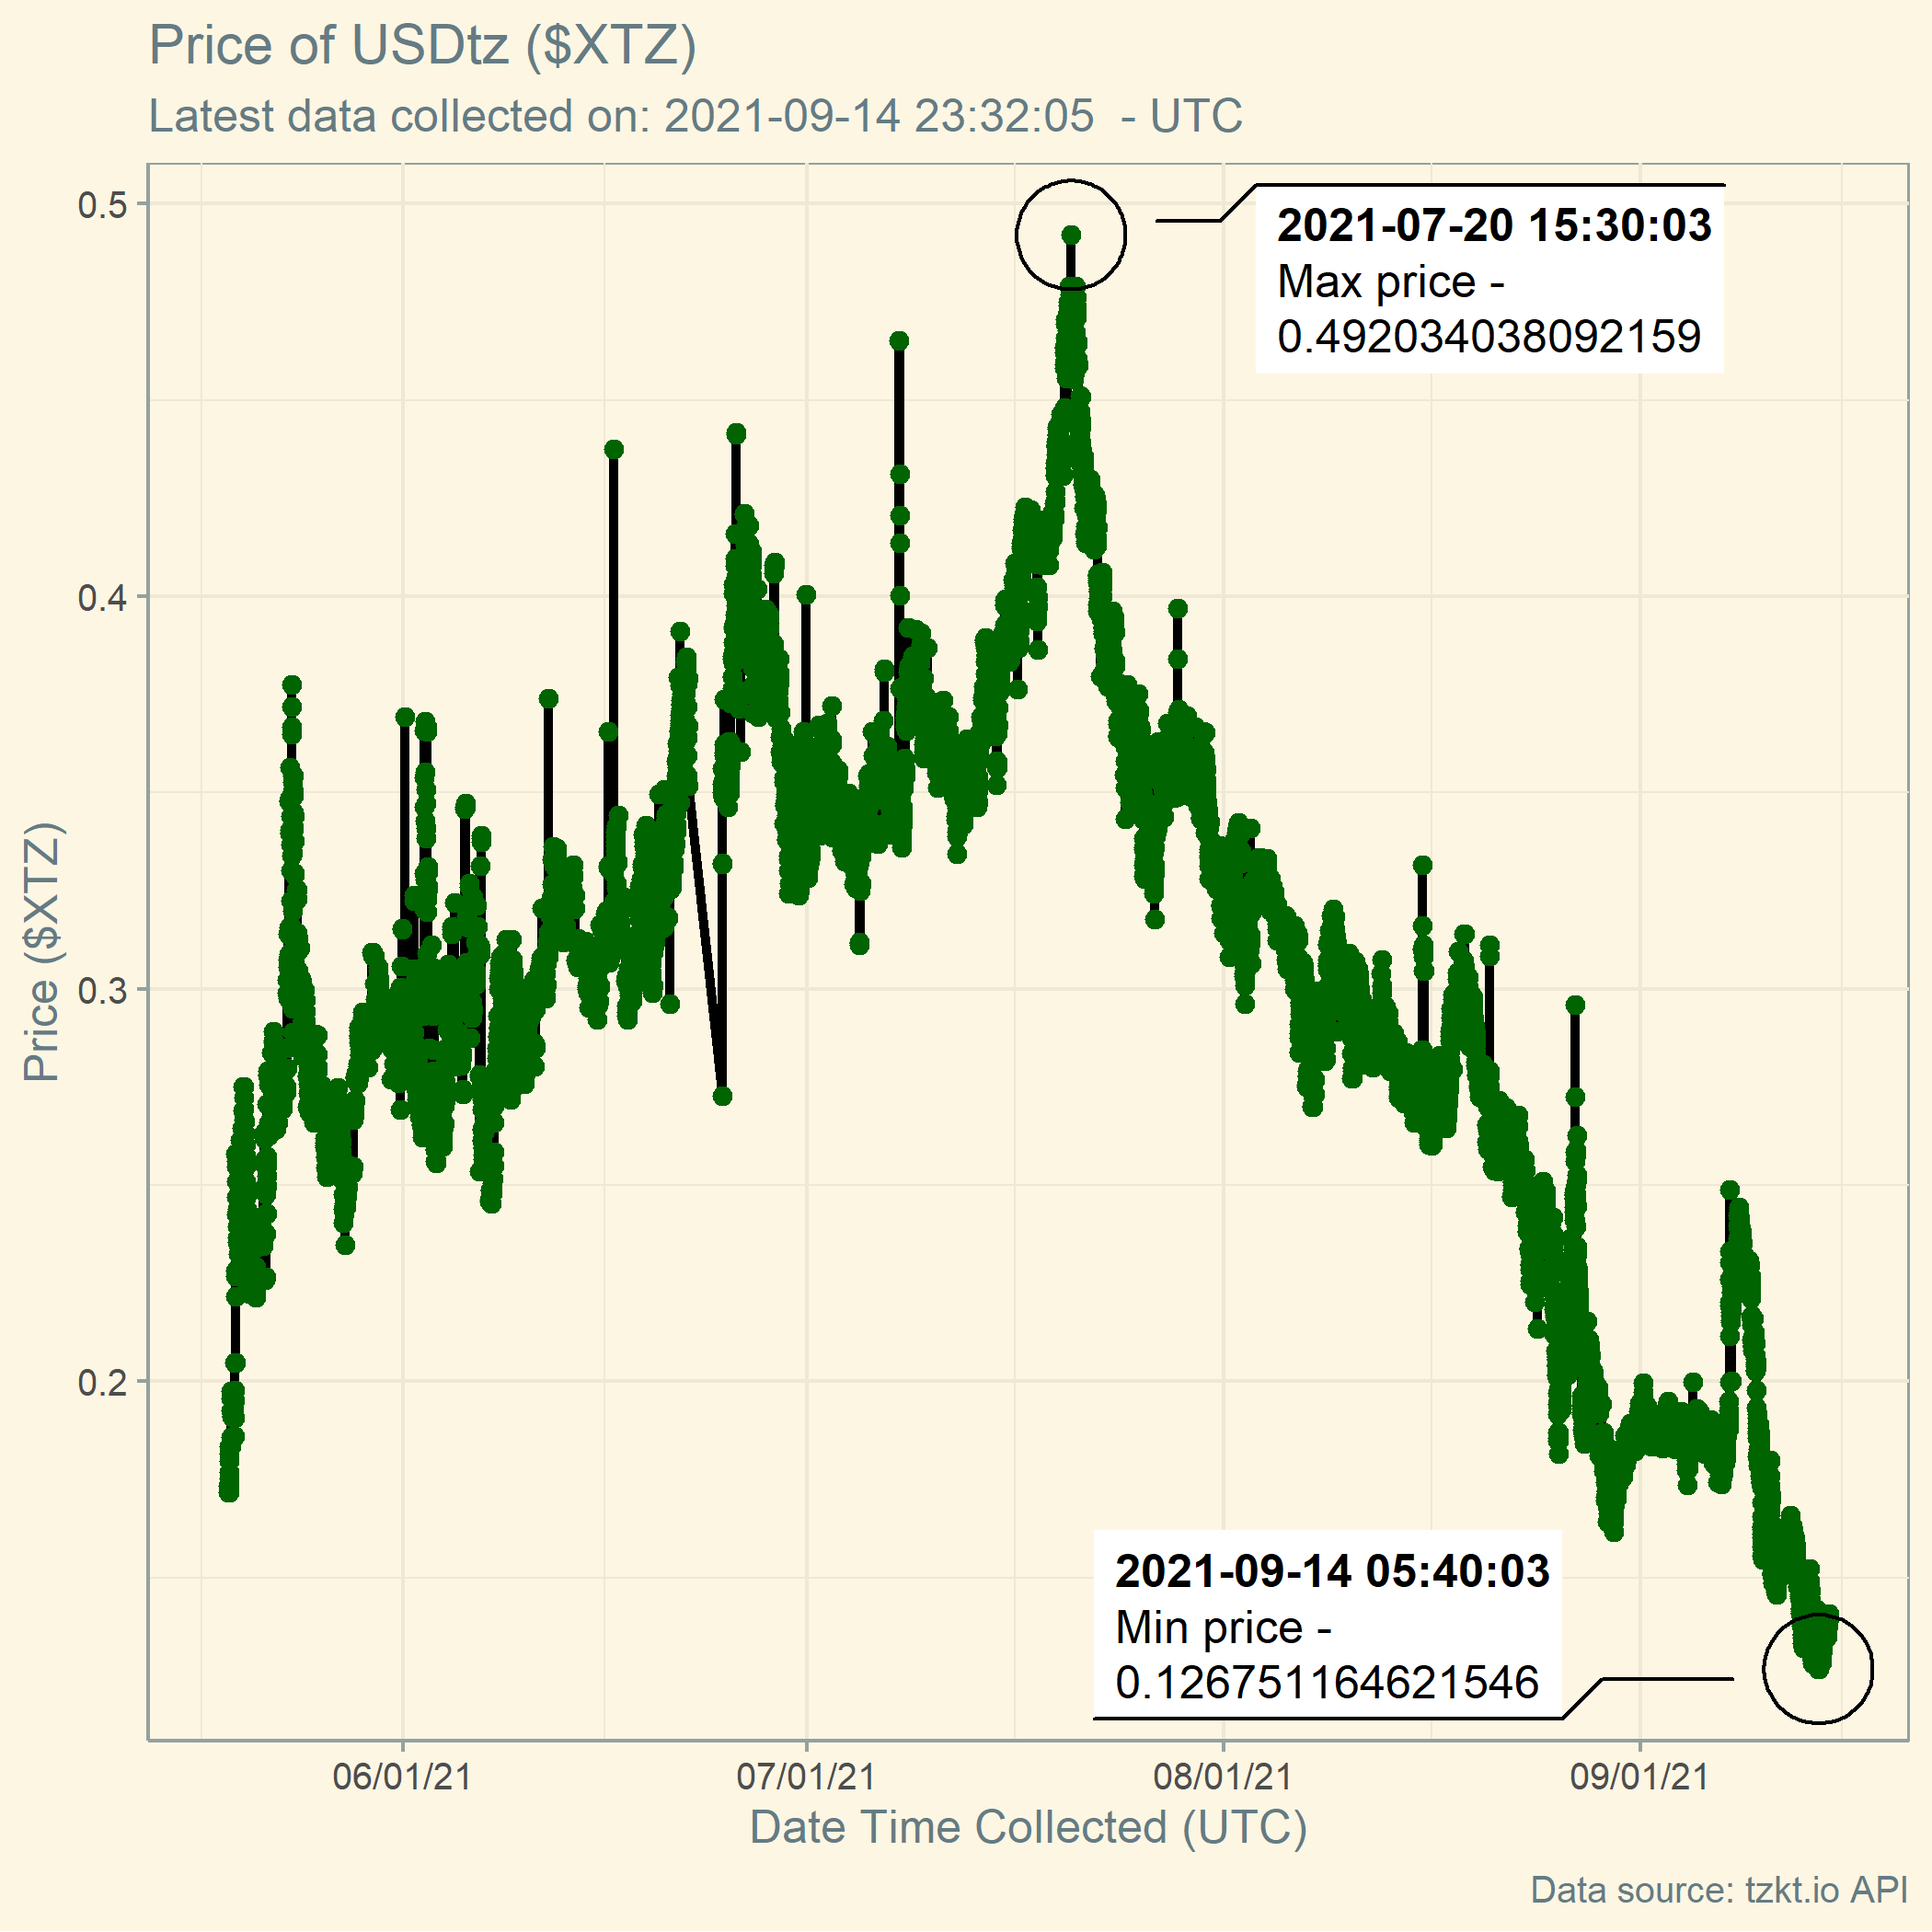 Price of USDtz ($XTZ)
Latest data collected on: 2021-09-14 23:32:05  - UTC
0.5
0.4
0.3
0.2
Price ($XTZ)
2021-07-20 15:30:03
Max price -
0.492034038092159
2021-09-14 05:40:03
Min price -
0.126751164621546
06/01/21
07/01/21
08/01/21
09/01/21
Date Time Collected (UTC)
Data source: tzkt.io API